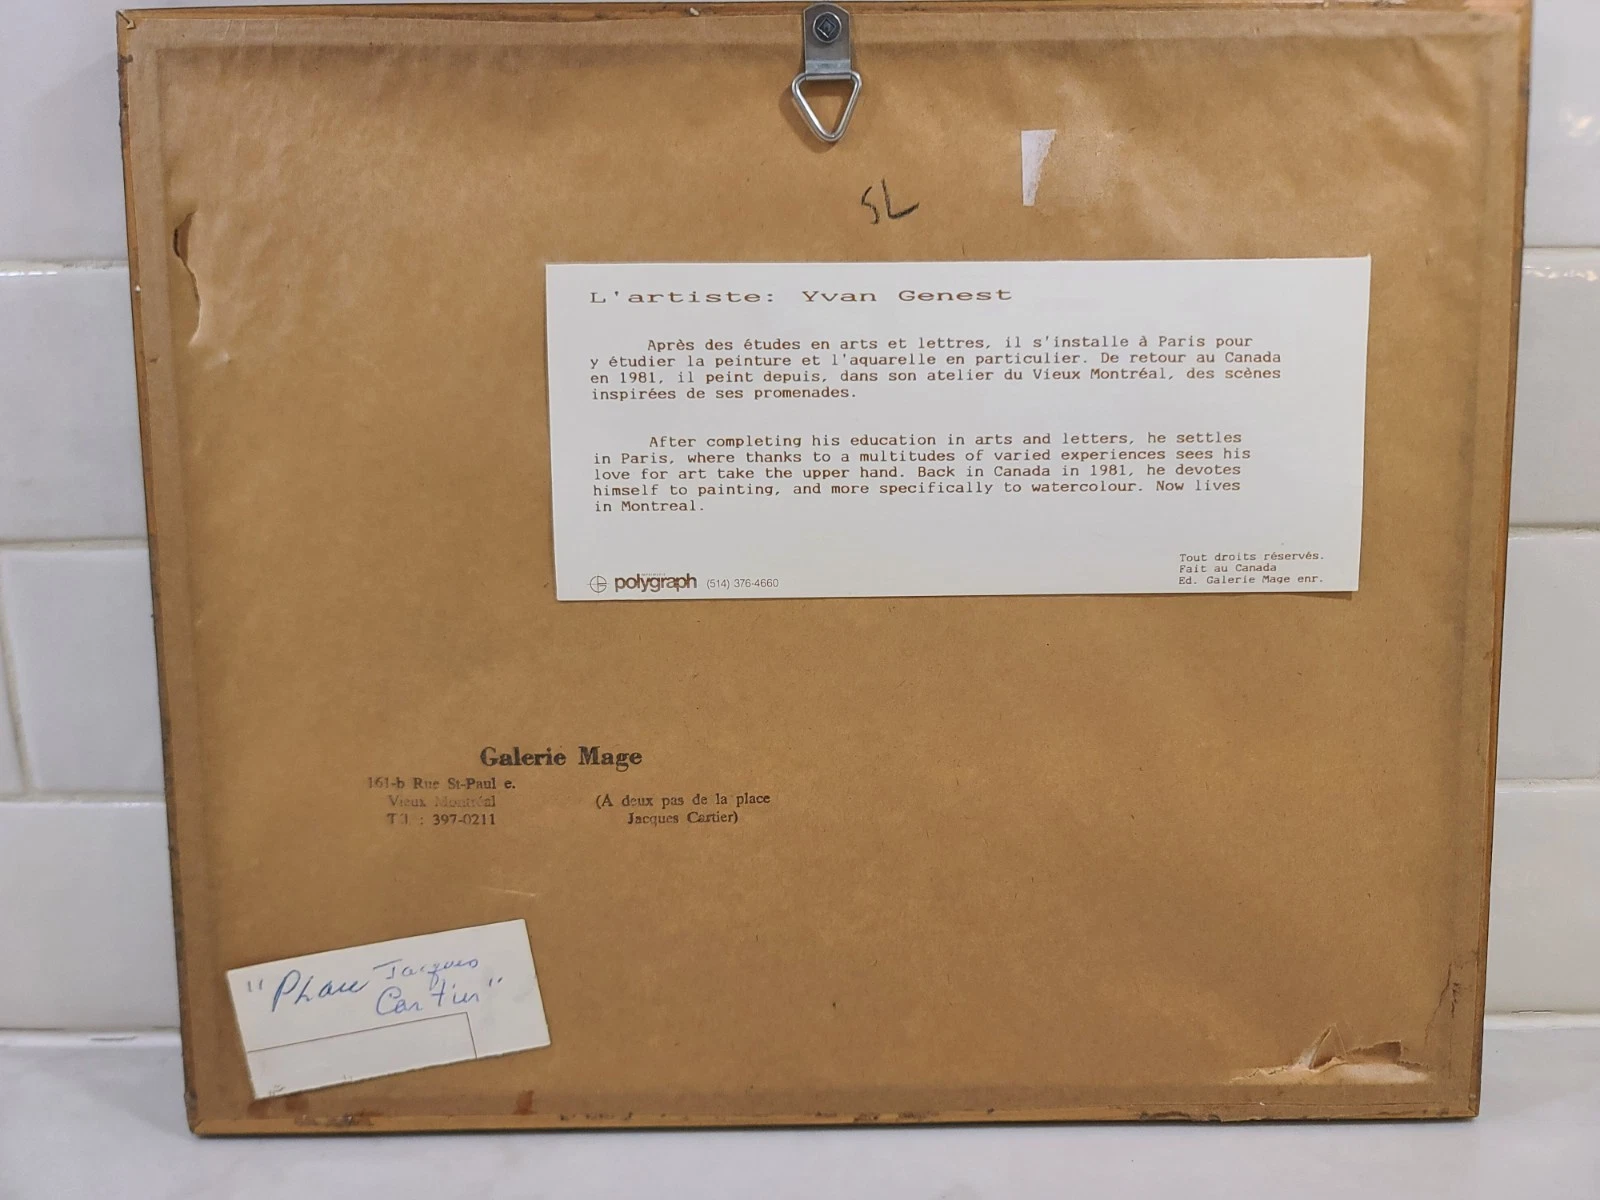 SL
L'artiste: Yvan Genest
Après des études en arts et lettres, il s'installe à Paris pour
y étudier la peinture et l'aquarelle en particulier. De retour au Canada
en 1981, il peint depuis, dans son atelier du Vieux Montréal, des scènes
inspirées de ses promenades.
After completing his education in arts and letters, he settles
in Paris, where thanks to a multitudes of varied experiences sees his
love for art take the upper hand. Back in Canada in 1981, he devotes
himself to painting, and more specifically to watercolour. Now lives
in Montreal.
polygraph (514) 376-4660
Tout droits réservés.
Fait au Canada
Ed. Galerie Mage enr.
Galerie Mage
161-b Rue St-Paul e.
Vieux Montréal
Tél : 397-0211
(A deux pas de la place
Jacques Cartier)
"Jacques
Cartier"